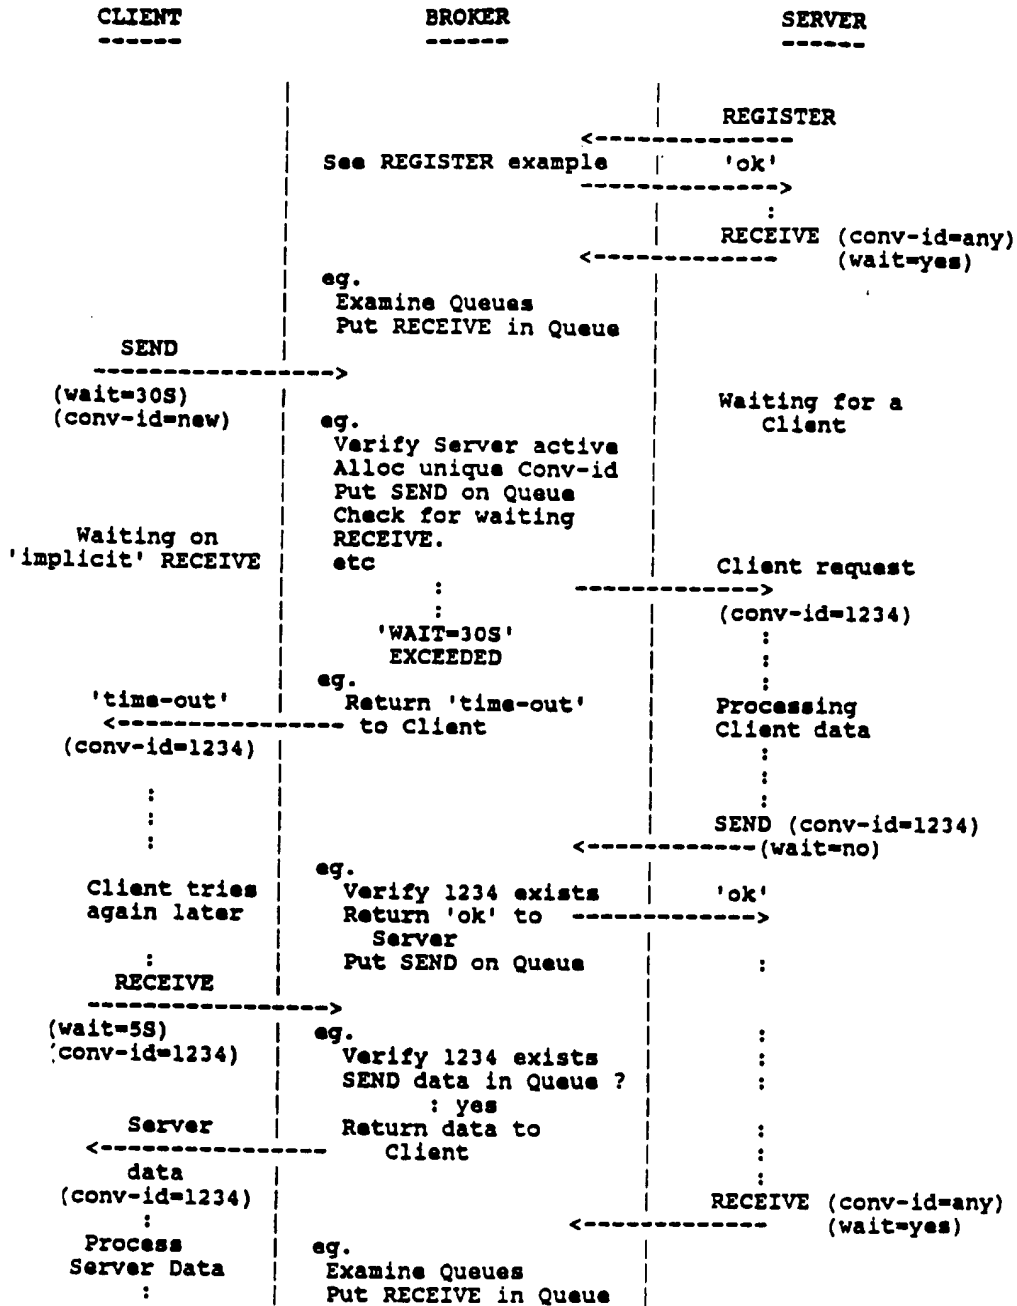 CLIENT BROKER SERVER
------ ------ ------
REGISTER
<--------------
See REGISTER example 'ok'
-------------->
:
RECEIVE (conv-id=any)
<------------- (wait=yes)
eg.
Examine Queues
Put RECEIVE in Queue
SEND
----------------->
(wait=30S)
(conv-id=new)
Waiting for a
Client
eg.
Verify Server active
Alloc unique Conv-id
Put SEND on Queue
Check for waiting
RECEIVE.
etc
Waiting on
'implicit' RECEIVE
Client request
------------->
: (conv-id=1234)
: :
'WAIT=30S' :
EXCEEDED :
eg.
'time-out' Return 'time-out' Processing
<---------------- to Client Client data
(conv-id=1234) :
: :
: :
: SEND (conv-id=1234)
<------------(wait=no)
eg.
Client tries Verify 1234 exists 'ok'
again later Return 'ok' to ------------->
Server
: Put SEND on Queue :
RECEIVE
----------------->
(wait=5S) eg. :
(conv-id=1234) Verify 1234 exists :
SEND data in Queue ? :
: yes
Server Return data to :
<---------------- Client :
data :
(conv-id=1234) RECEIVE (conv-id=any)
: <------------- (wait=yes)
Process eg.
Server Data Examine Queues
: Put RECEIVE in Queue